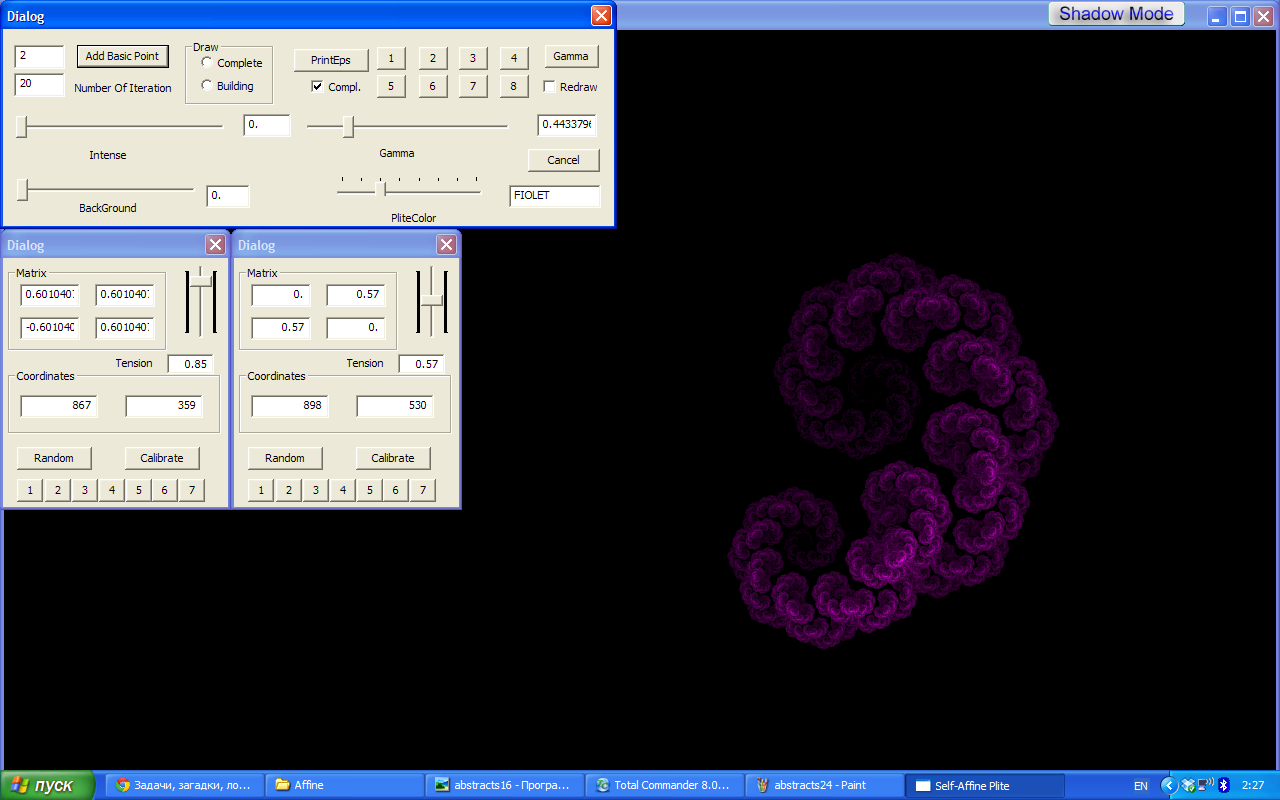 Dialog
Shadow Mode
2
Add Basic Point
20
Number Of Iteration
Draw
Complete
Building
PrintEps
Compl.
1 2 3 4
5 6 7 8
Gamma
Redraw
0.
Intense
Gamma
0.4433796
Cancel
0.
BackGround
PliteColor
FIOLET
Dialog
Matrix
0.6010407 0.6010407
-0.601040 0.6010407
Tension 0.85
Coordinates
867 359
Random Calibrate
1 2 3 4 5 6 7
Dialog
Matrix
0. 0.57
0.57 0.
Tension 0.57
Coordinates
898 530
Random Calibrate
1 2 3 4 5 6 7
пуск
Задачи, загадки, ло...
Affine
abstracts16 - Програ...
Total Commander 8.0...
abstracts24 - Paint
Self-Affine Plite
EN
2:27